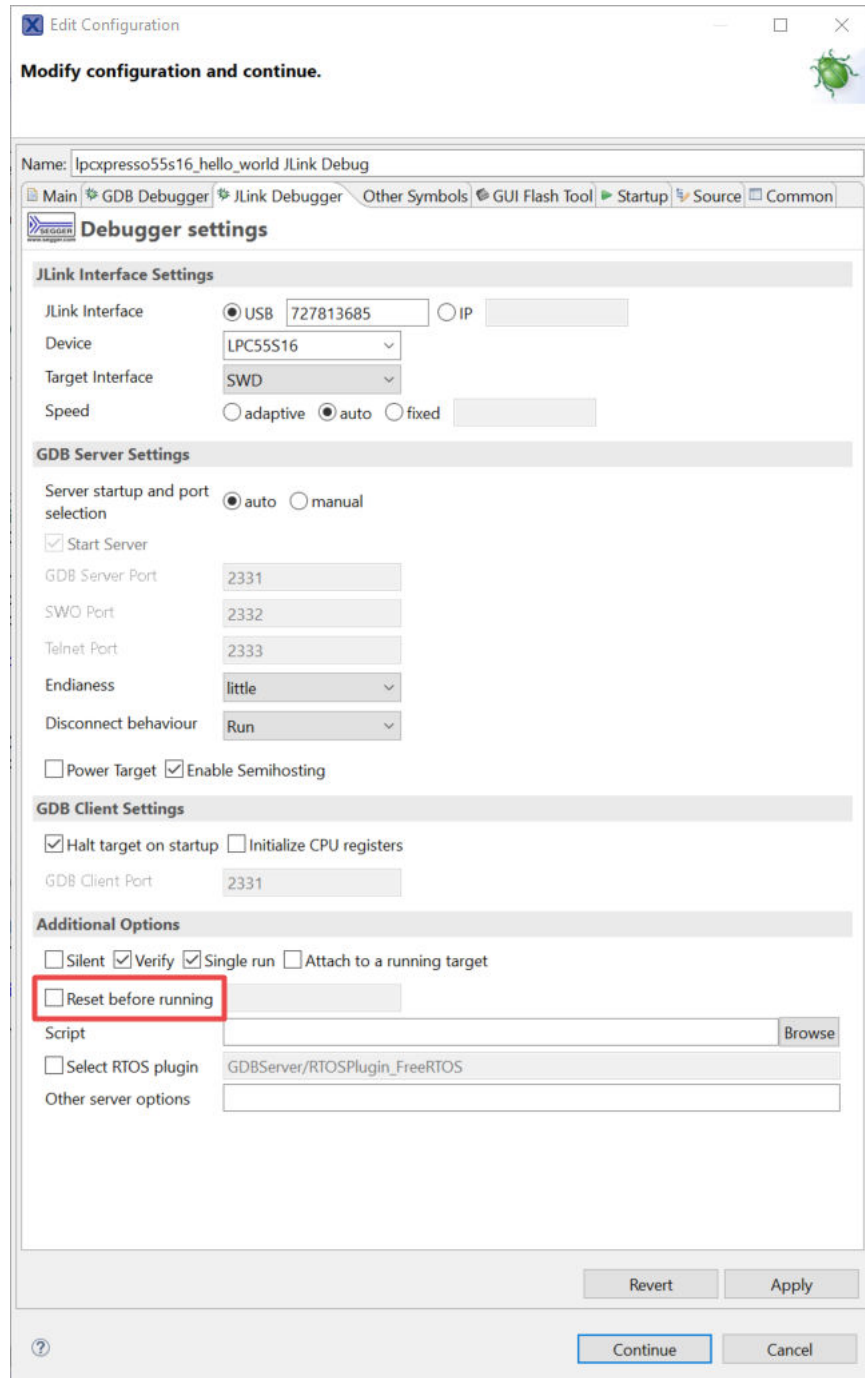 Edit Configuration
Modify configuration and continue.
Name: lpcxpresso55s16_hello_world JLink Debug
Main GDB Debugger JLink Debugger Other Symbols GUI Flash Tool Startup Source Common
SEGGER
www.segger.com
Debugger settings
JLink Interface Settings
JLink Interface USB 727813685 IP
Device LPC55S16
Target Interface SWD
Speed adaptive auto fixed
GDB Server Settings
Server startup and port
selection
auto manual
Start Server
GDB Server Port 2331
SWO Port 2332
Telnet Port 2333
Endianess little
Disconnect behaviour Run
Power Target Enable Semihosting
GDB Client Settings
Halt target on startup Initialize CPU registers
GDB Client Port 2331
Additional Options
Silent Verify Single run Attach to a running target
Reset before running
Script Browse
Select RTOS plugin GDBServer/RTOSPlugin_FreeRTOS
Other server options
Revert Apply
? Continue Cancel